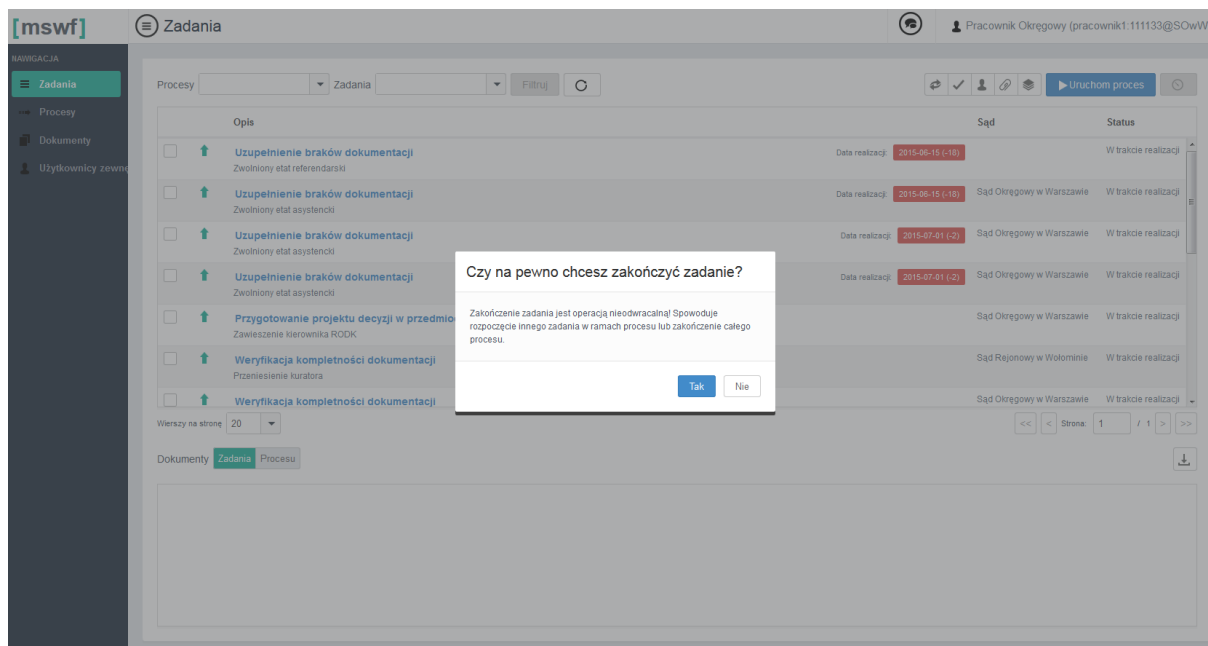 [mswf]
Zadania
Pracownik Okręgowy (pracownik1:111133@SOwW
NAWIGACJA
Zadania
Procesy
Dokumenty
Użytkownicy zewnę
Procesy
Zadania
Filtruj
Uruchom proces
Opis
Sąd
Status
Uzupełnienie braków dokumentacji
Data realizacji: 2015-06-15 (-18)
W trakcie realizacji
Zwolniony etat referendarski
Uzupełnienie braków dokumentacji
Data realizacji: 2015-06-15 (-18)
Sąd Okręgowy w Warszawie
W trakcie realizacji
Zwolniony etat asystencki
Uzupełnienie braków dokumentacji
Data realizacji: 2015-07-01 (-2)
Sąd Okręgowy w Warszawie
W trakcie realizacji
Zwolniony etat asystencki
Uzupełnienie braków dokumentacji
Data realizacji: 2015-07-01 (-2)
Sąd Okręgowy w Warszawie
W trakcie realizacji
Zwolniony etat asystencki
Przygotowanie projektu decyzji w przedmio
Sąd Okręgowy w Warszawie
W trakcie realizacji
Zawieszenie kierownika RODK
Weryfikacja kompletności dokumentacji
Sąd Rejonowy w Wołominie
W trakcie realizacji
Przeniesienie kuratora
Weryfikacja kompletności dokumentacji
Sąd Okręgowy w Warszawie
W trakcie realizacji
Czy na pewno chcesz zakończyć zadanie?
Zakończenie zadania jest operacją nieodwracalną! Spowoduje
rozpoczęcie innego zadania w ramach procesu lub zakończenie całego
procesu.
Tak
Nie
Wierszy na stronę 20
<< < Strona: 1 / 1 > >>
Dokumenty Zadania Procesu